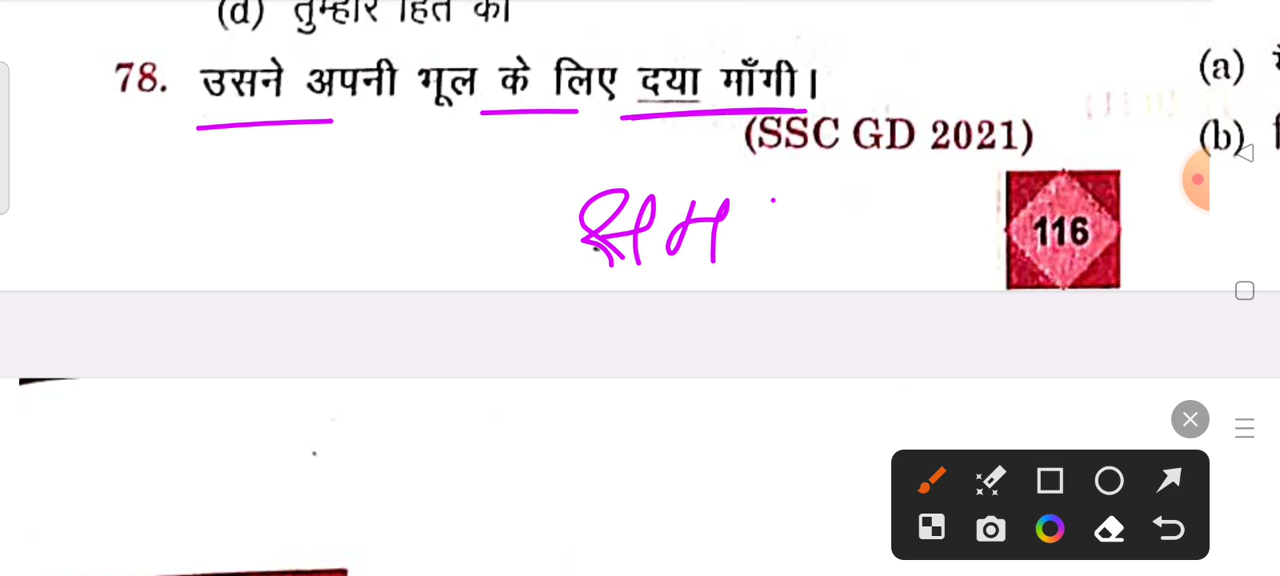 (d) तुम्हारे हित की
78. उसने अपनी भूल के लिए दया माँगी।
(SSC GD 2021)
(a)
(b)
क्षम
116